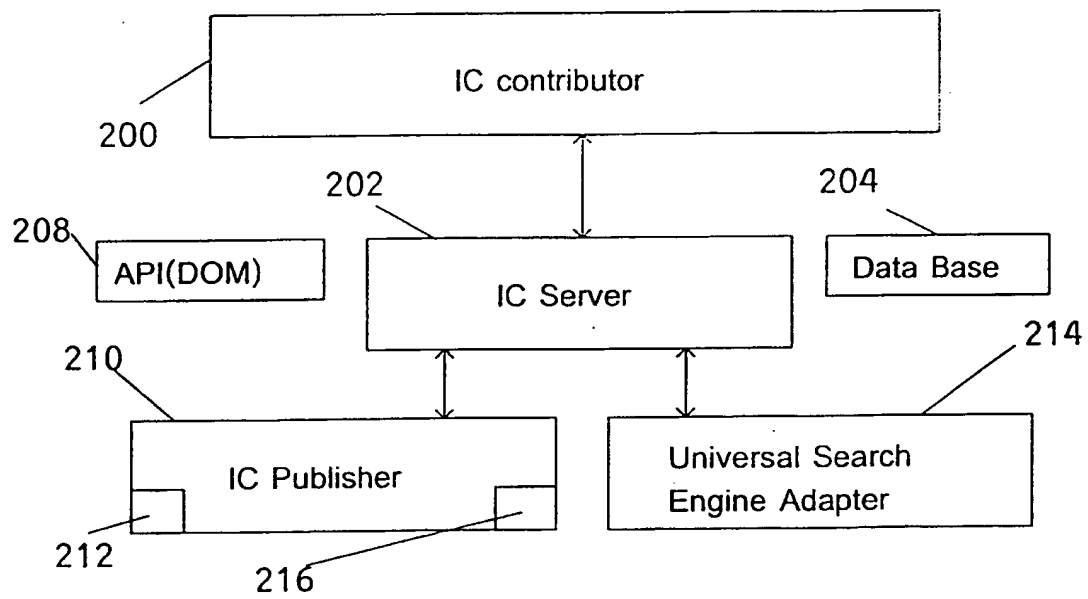 IC contributor
200
202
204
208
API(DOM)
IC Server
Data Base
210
214
IC Publisher
Universal Search
Engine Adapter
212
216